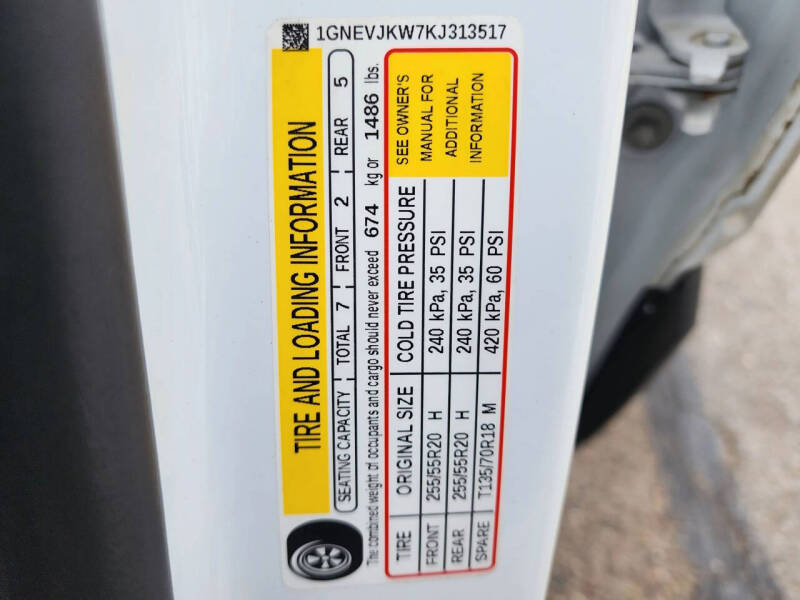 1GNEVJKW7KJ313517
TIRE AND LOADING INFORMATION
SEATING CAPACITY TOTAL 7 FRONT 2 REAR 5
The combined weight of occupants and cargo should never exceed 674 kg or 1486 lbs.
TIRE ORIGINAL SIZE COLD TIRE PRESSURE
FRONT 255/55R20 H 240 kPa, 35 PSI
REAR 255/55R20 H 240 kPa, 35 PSI
SPARE T135/70R18 M 420 kPa, 60 PSI
SEE OWNER'S
MANUAL FOR
ADDITIONAL
INFORMATION